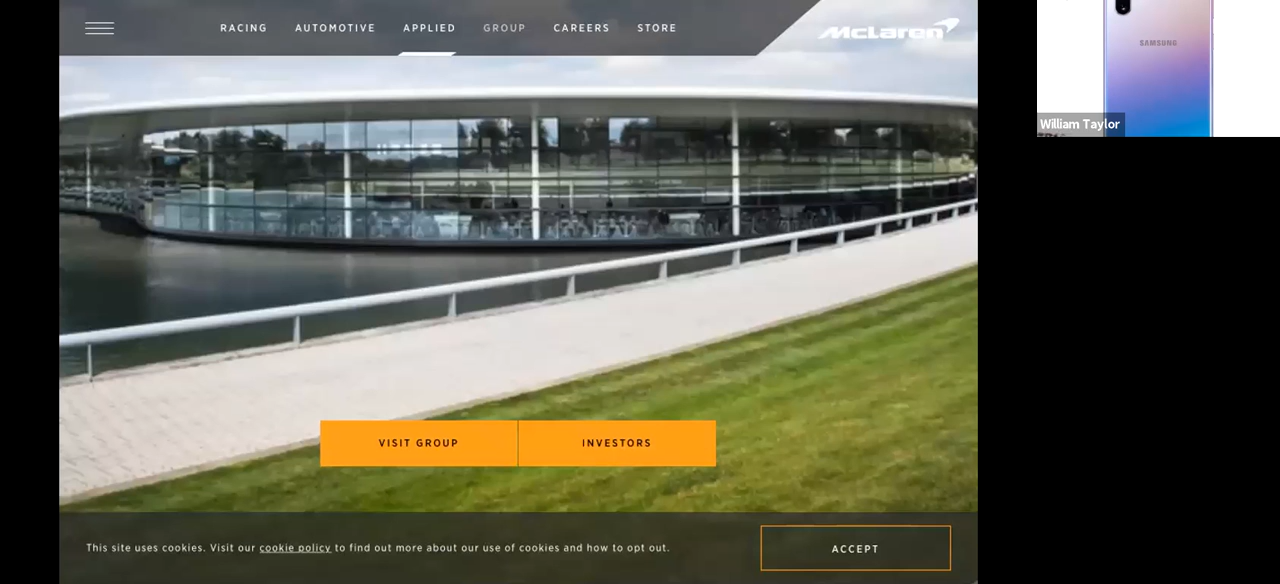 RACING AUTOMOTIVE APPLIED GROUP CAREERS STORE
McLaren
SAMSUNG
William Taylor
VISIT GROUP INVESTORS
This site uses cookies. Visit our cookie policy to find out more about our use of cookies and how to opt out.
ACCEPT